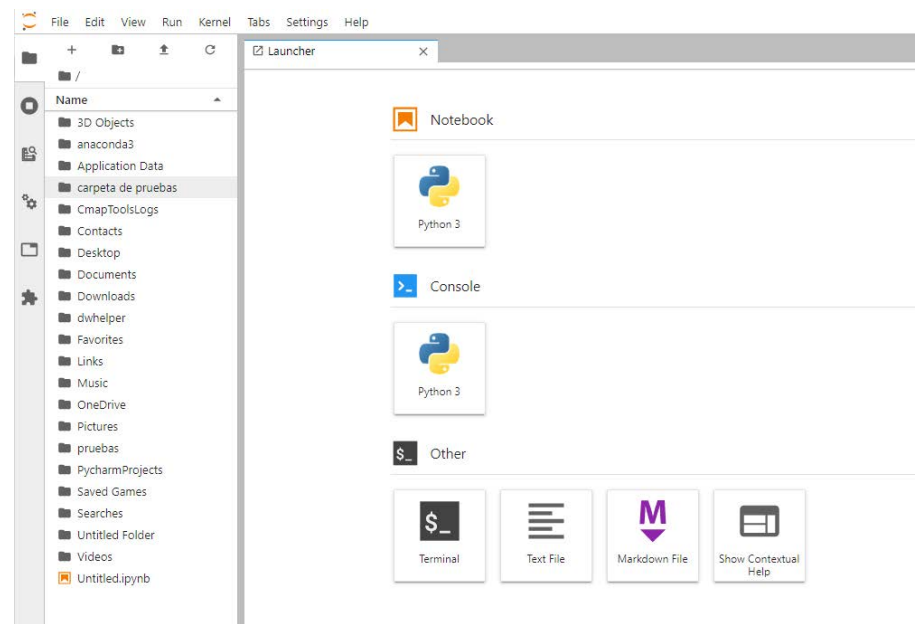 File Edit View Run Kernel Tabs Settings Help
Launcher
/
Name
3D Objects
anaconda3
Application Data
carpeta de pruebas
CmapToolsLogs
Contacts
Desktop
Documents
Downloads
dwhelper
Favorites
Links
Music
OneDrive
Pictures
pruebas
PycharmProjects
Saved Games
Searches
Untitled Folder
Videos
Untitled.ipynb
Notebook
Python 3
>_ Console
Python 3
$_ Other
$_
Terminal
Text File
M
Markdown File
Show Contextual
Help